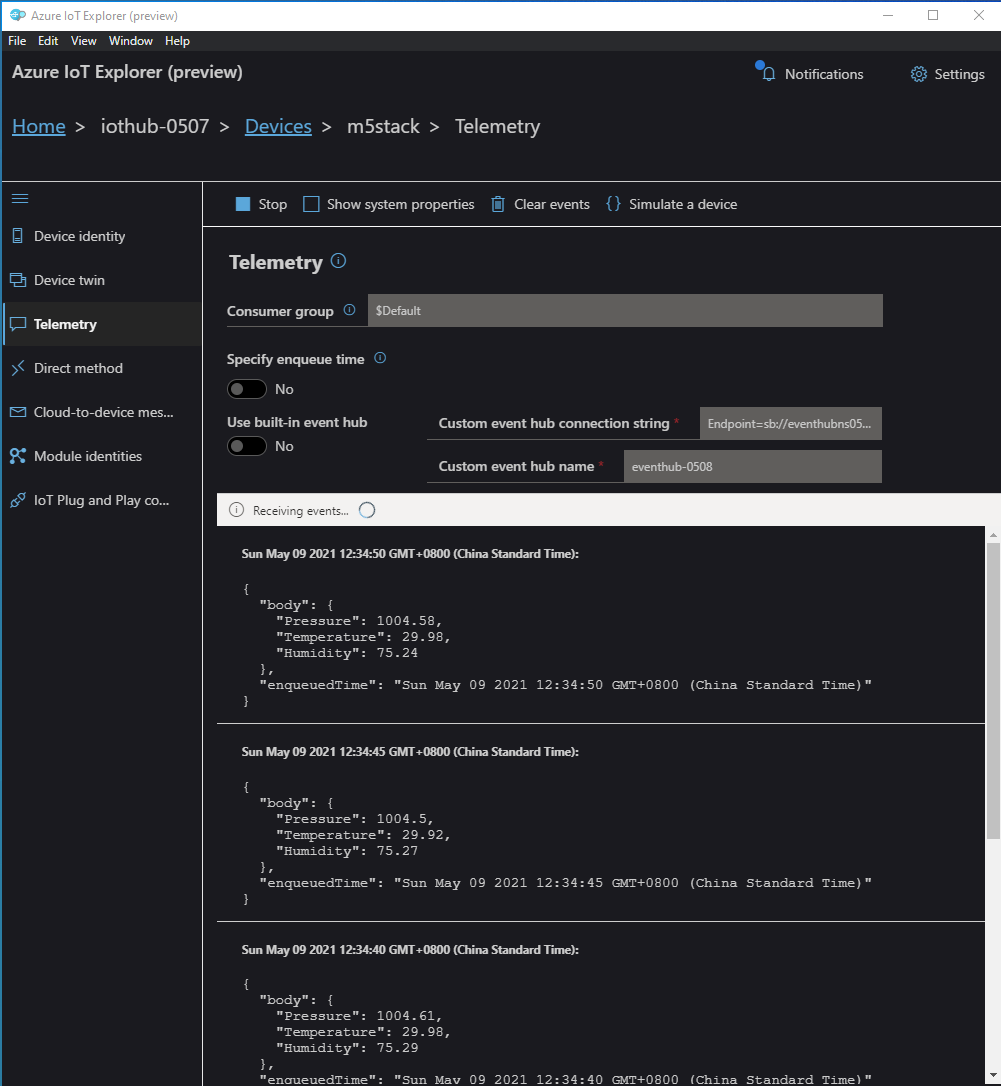 Azure IoT Explorer (preview)
File Edit View Window Help
Azure IoT Explorer (preview)
Notifications
Settings
Home > iothub-0507 > Devices > m5stack > Telemetry
Stop
Show system properties
Clear events
{} Simulate a device
Device identity
Device twin
Telemetry
Direct method
Cloud-to-device mes...
Module identities
IoT Plug and Play co...
Telemetry
Consumer group
$Default
Specify enqueue time
No
Use built-in event hub
No
Custom event hub connection string *
Endpoint=sb://eventhubns05...
Custom event hub name *
eventhub-0508
Receiving events...
Sun May 09 2021 12:34:50 GMT+0800 (China Standard Time):
{
"body": {
"Pressure": 1004.58,
"Temperature": 29.98,
"Humidity": 75.24
},
"enqueuedTime": "Sun May 09 2021 12:34:50 GMT+0800 (China Standard Time)"
}
Sun May 09 2021 12:34:45 GMT+0800 (China Standard Time):
{
"body": {
"Pressure": 1004.5,
"Temperature": 29.92,
"Humidity": 75.27
},
"enqueuedTime": "Sun May 09 2021 12:34:45 GMT+0800 (China Standard Time)"
}
Sun May 09 2021 12:34:40 GMT+0800 (China Standard Time):
{
"body": {
"Pressure": 1004.61,
"Temperature": 29.98,
"Humidity": 75.29
},
"enqueuedTime": "Sun May 09 2021 12:34:40 GMT+0800 (China Standard Time)"